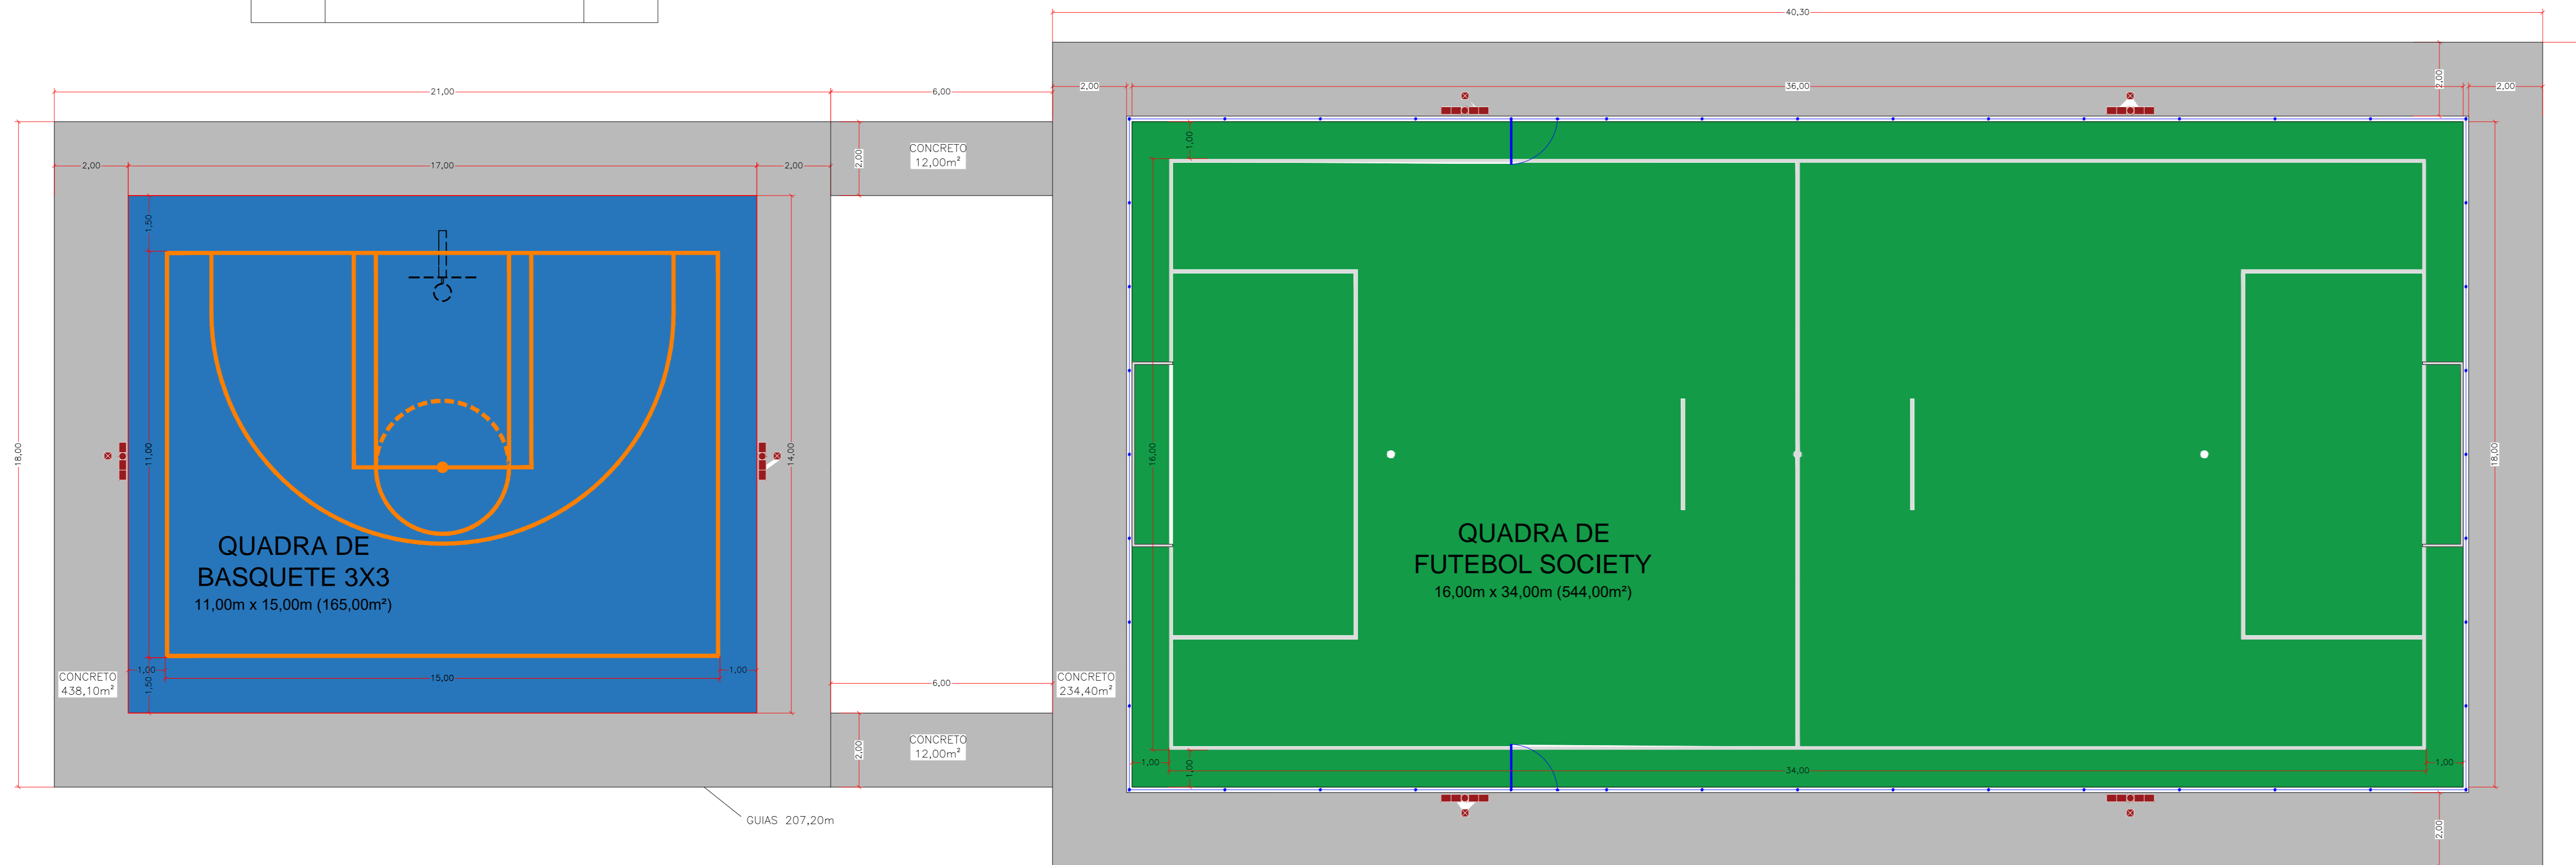 40,30
2,00
36,00
2,00
2,00
21,00
6,00
2,00
17,00
2,00
2,00
CONCRETO
12,00m²
1,00
1,50
18,00
11,00
14,00
16,00
18,00
QUADRA DE
BASQUETE 3X3
11,00m x 15,00m (165,00m²)
QUADRA DE
FUTEBOL SOCIETY
16,00m x 34,00m (544,00m²)
CONCRETO
438,10m²
1,00
1,50
15,00
1,00
6,00
CONCRETO
234,40m²
2,00
CONCRETO
12,00m²
1,00
1,00
34,00
1,00
GUIAS 207,20m
2,00